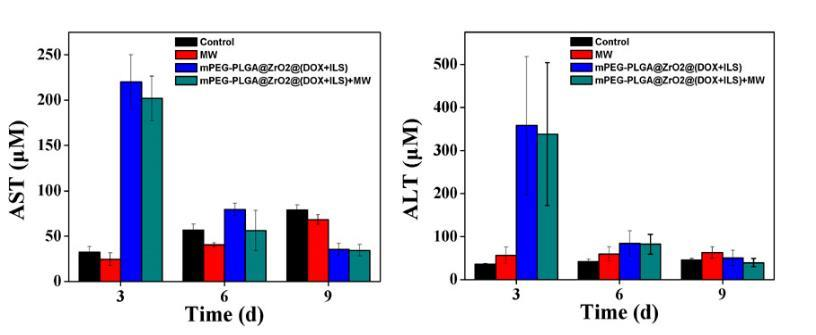 Control
MW
mPEG-PLGA@ZrO2@(DOX+ILS)
mPEG-PLGA@ZrO2@(DOX+ILS)+MW
AST (µM)
250
200
150
100
50
0
3 6 9
Time (d)
Control
MW
mPEG-PLGA@ZrO2@(DOX+ILS)
mPEG-PLGA@ZrO2@(DOX+ILS)+MW
ALT (µM)
500
400
300
200
100
0
3 6 9
Time (d)